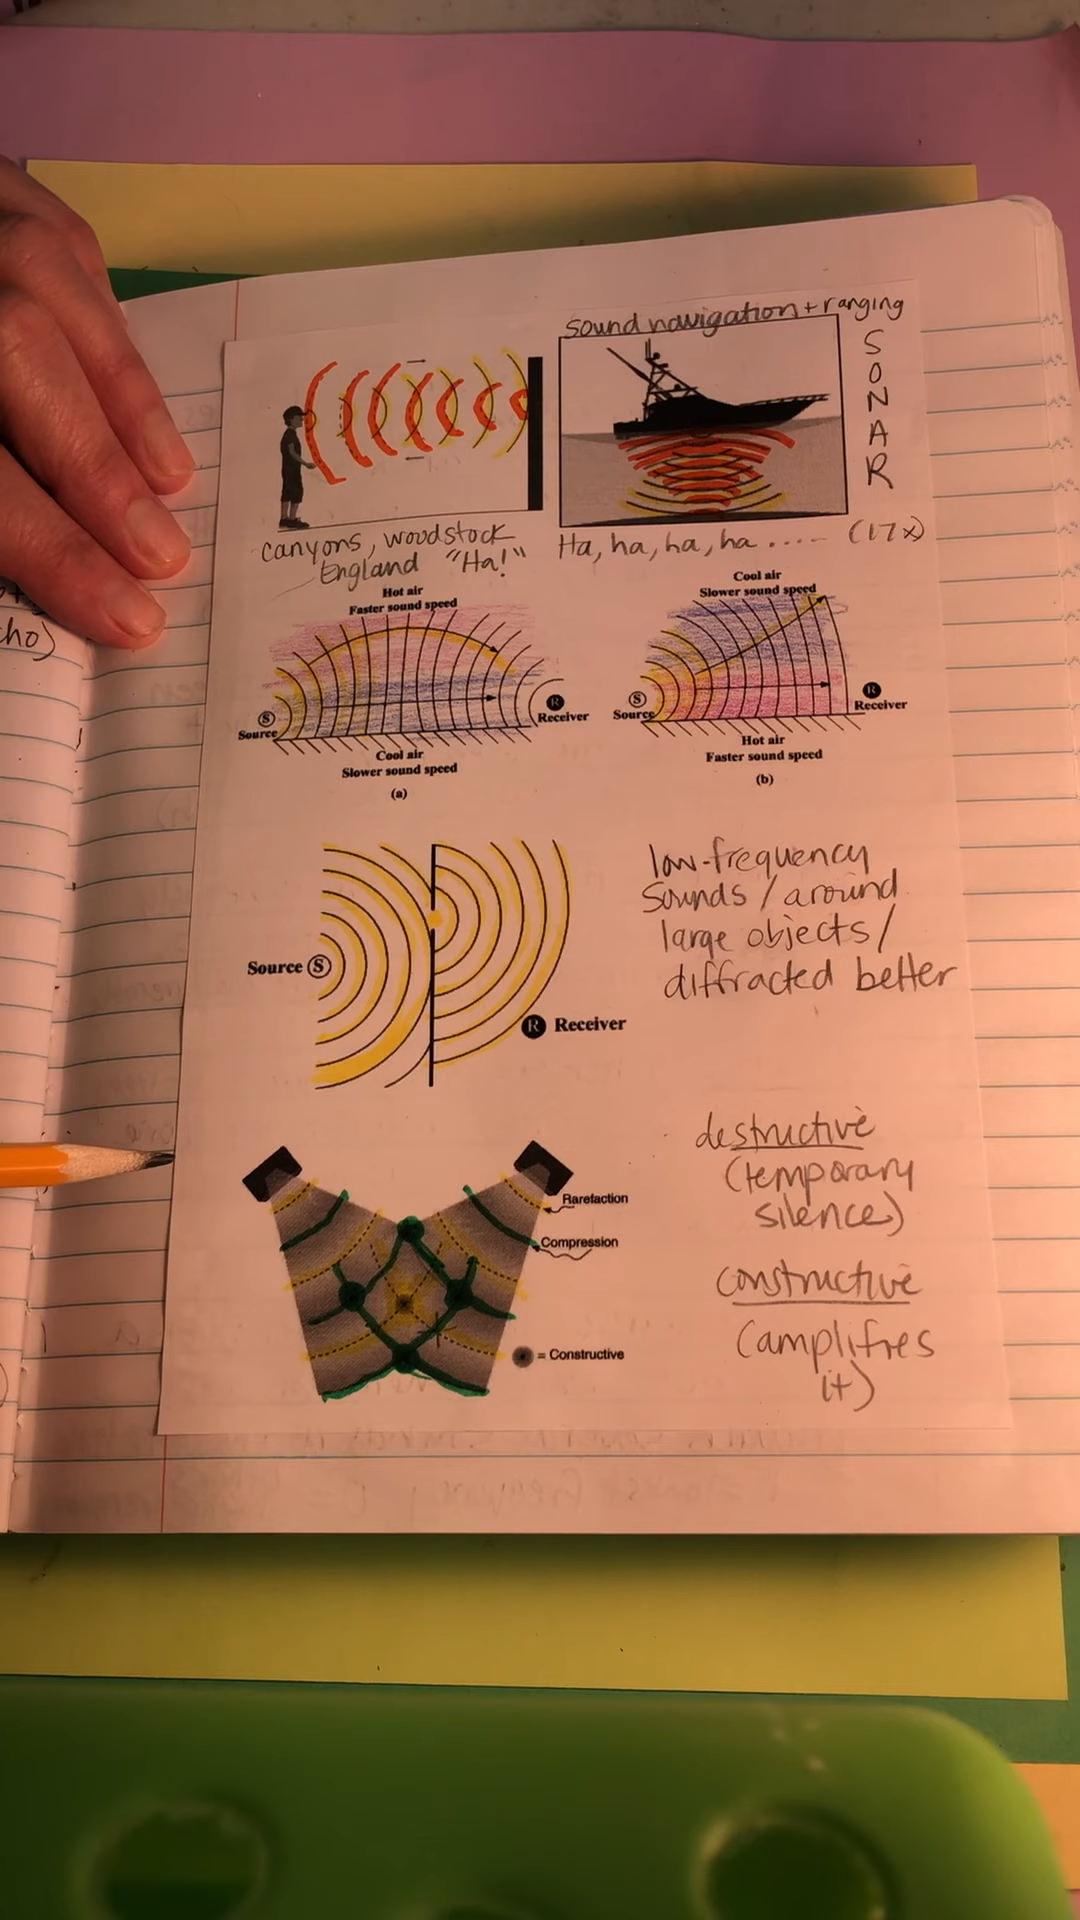 sound navigation + ranging
S
O
N
A
R
canyons, woodstock
England "Ha!"
Ha, ha, ha, ha ..... (17x)
Hot air
Faster sound speed
S
Source
R
Receiver
Cool air
Slower sound speed
(a)
Cool air
Slower sound speed
S
Source
R
Receiver
Hot air
Faster sound speed
(b)
cho)
low-frequency
sounds / around
large objects /
diffracted better
Source S
R Receiver
destructive
(temporary
silence)
Rarefaction
Compression
constructive
(amplifies
it)
= Constructive